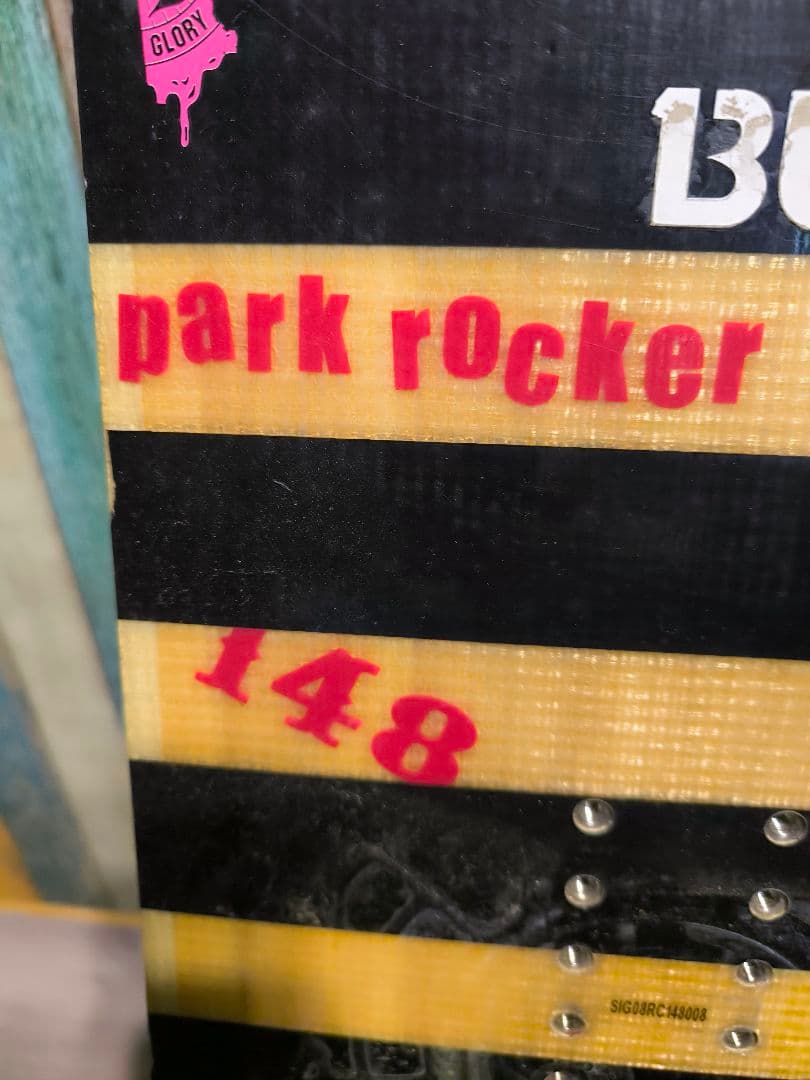 GLORY
park rocker
148
SIG08RC148008